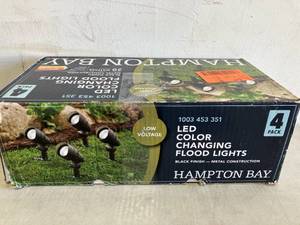 HAMPTON BAY
LED
COLOR
CHANGING
FLOOD LIGHTS
LOW
VOLTAGE
1003 453 351
LED
COLOR
CHANGING
FLOOD LIGHTS
BLACK FINISH — METAL CONSTRUCTION
HAMPTON BAY
4
PACK